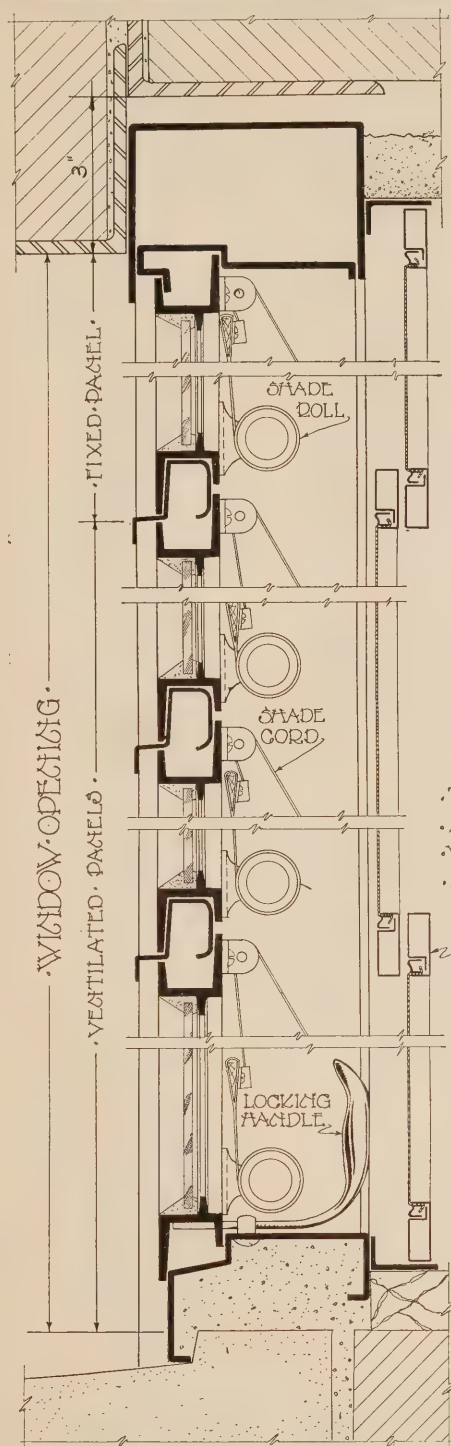 3"
·FIXED·PANEL·
SHADE
ROLL
·WINDOW·OPENING·
·VENTILATED·PANELS·
SHADE
CORD
LOCKING
HANDLE